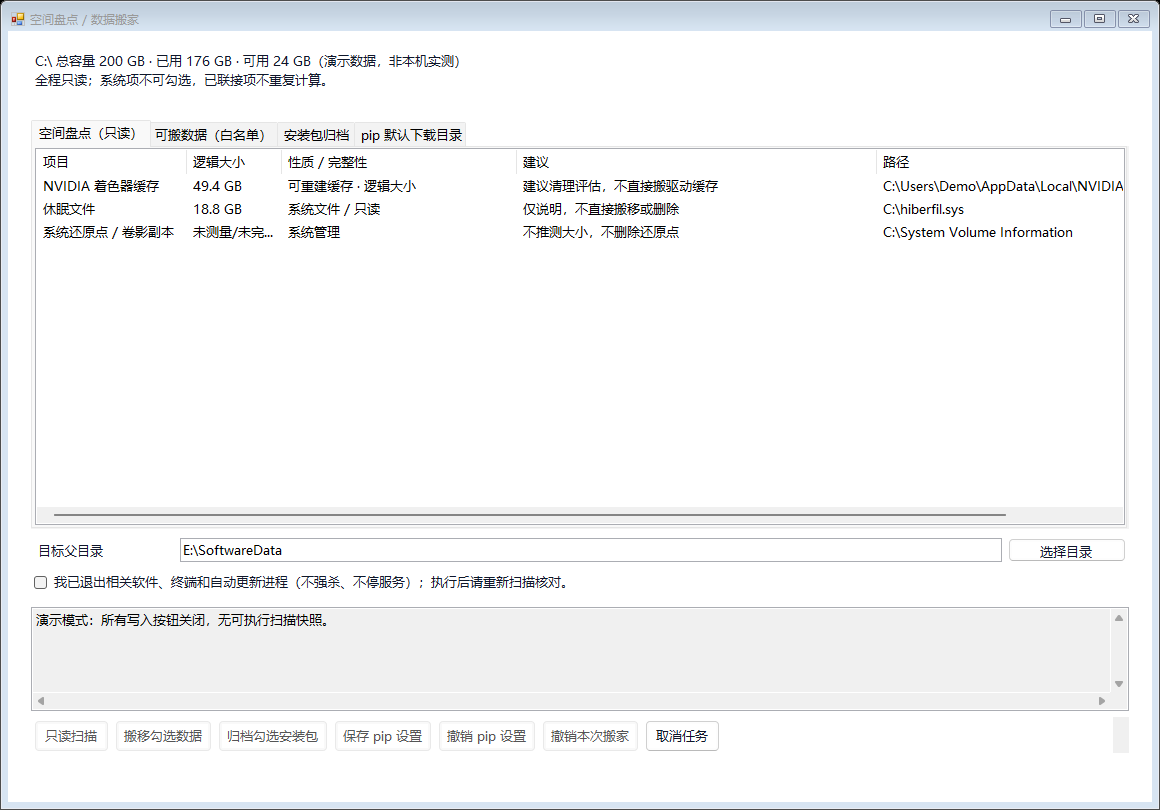 空间盘点 / 数据搬家
C:\ 总容量 200 GB · 已用 176 GB · 可用 24 GB（演示数据，非本机实测）
全程只读；系统项不可勾选，已联接项不重复计算。
空间盘点（只读） 可搬数据（白名单） 安装包归档 pip 默认下载目录
项目 逻辑大小 性质 / 完整性 建议 路径
NVIDIA 着色器缓存 49.4 GB 可重建缓存 · 逻辑大小 建议清理评估，不直接搬驱动缓存 C:\Users\Demo\AppData\Local\NVIDIA
休眠文件 18.8 GB 系统文件 / 只读 仅说明，不直接搬移或删除 C:\hiberfil.sys
系统还原点 / 卷影副本 未测量/未完... 系统管理 不推测大小，不删除还原点 C:\System Volume Information
目标父目录 E:\SoftwareData 选择目录
我已退出相关软件、终端和自动更新进程（不强杀、不停服务）；执行后请重新扫描核对。
演示模式：所有写入按钮关闭，无可执行扫描快照。
只读扫描 搬移勾选数据 归档勾选安装包 保存 pip 设置 撤销 pip 设置 撤销本次搬家 取消任务